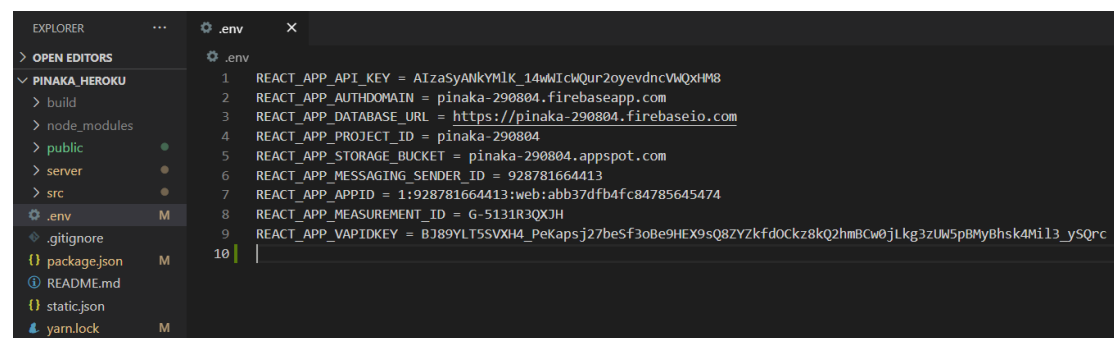 EXPLORER
.env
OPEN EDITORS
.env
PINAKA_HEROKU
build
node_modules
public
server
src
.env M
.gitignore
package.json M
README.md
static.json
yarn.lock M
1 REACT_APP_API_KEY = AIzaSyANkYMlK_14wWIcWQur2oyevdncVWQxHM8
2 REACT_APP_AUTHDOMAIN = pinaka-290804.firebaseapp.com
3 REACT_APP_DATABASE_URL = https://pinaka-290804.firebaseio.com
4 REACT_APP_PROJECT_ID = pinaka-290804
5 REACT_APP_STORAGE_BUCKET = pinaka-290804.appspot.com
6 REACT_APP_MESSAGING_SENDER_ID = 928781664413
7 REACT_APP_APPID = 1:928781664413:web:abb37dfb4fc84785645474
8 REACT_APP_MEASUREMENT_ID = G-5131R3QXJH
9 REACT_APP_VAPIDKEY = BJ89YLT5SVXH4_PeKapsj27beSf3oBe9HEX9sQ8ZYZkfdOCkz8kQ2hmBCw0jLkg3zUW5pBMyBhsk4Mil3_ySQrc
10